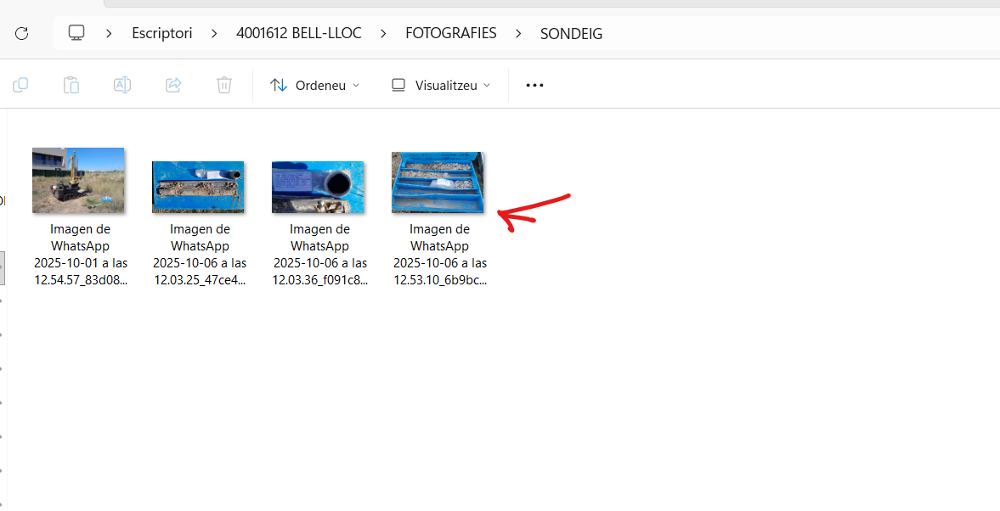 Escriptori > 4001612 BELL-LLOC > FOTOGRAFIES > SONDEIG
Ordeneu Visualitzeu
Imagen de WhatsApp 2025-10-01 a las 12.54.57_83d08...
Imagen de WhatsApp 2025-10-06 a las 12.03.25_47ce4...
Imagen de WhatsApp 2025-10-06 a las 12.03.36_f091c8...
Imagen de WhatsApp 2025-10-06 a las 12.53.10_6b9bc...